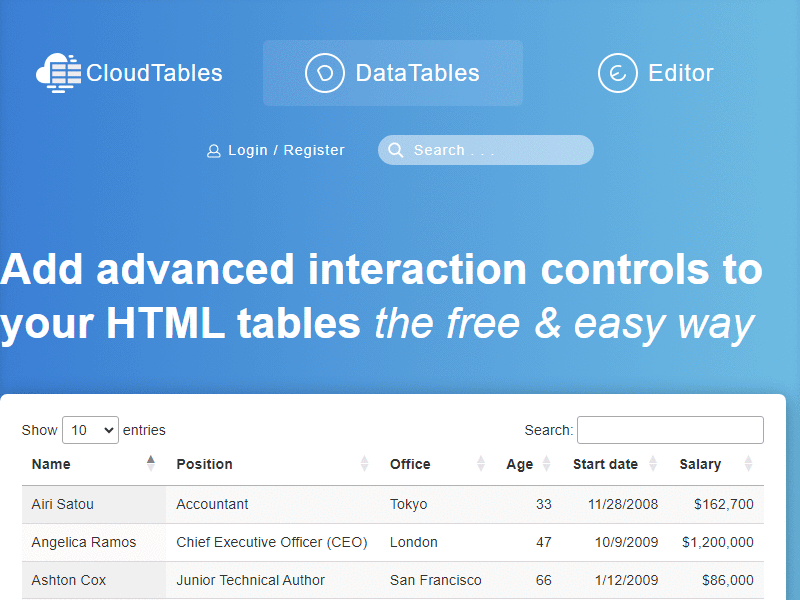 CloudTables DataTables Editor
Login / Register Search . . .
Add advanced interaction controls to
your HTML tables the free & easy way
Show 10 entries Search:
Name Position Office Age Start date Salary
Airi Satou Accountant Tokyo 33 11/28/2008 $162,700
Angelica Ramos Chief Executive Officer (CEO) London 47 10/9/2009 $1,200,000
Ashton Cox Junior Technical Author San Francisco 66 1/12/2009 $86,000